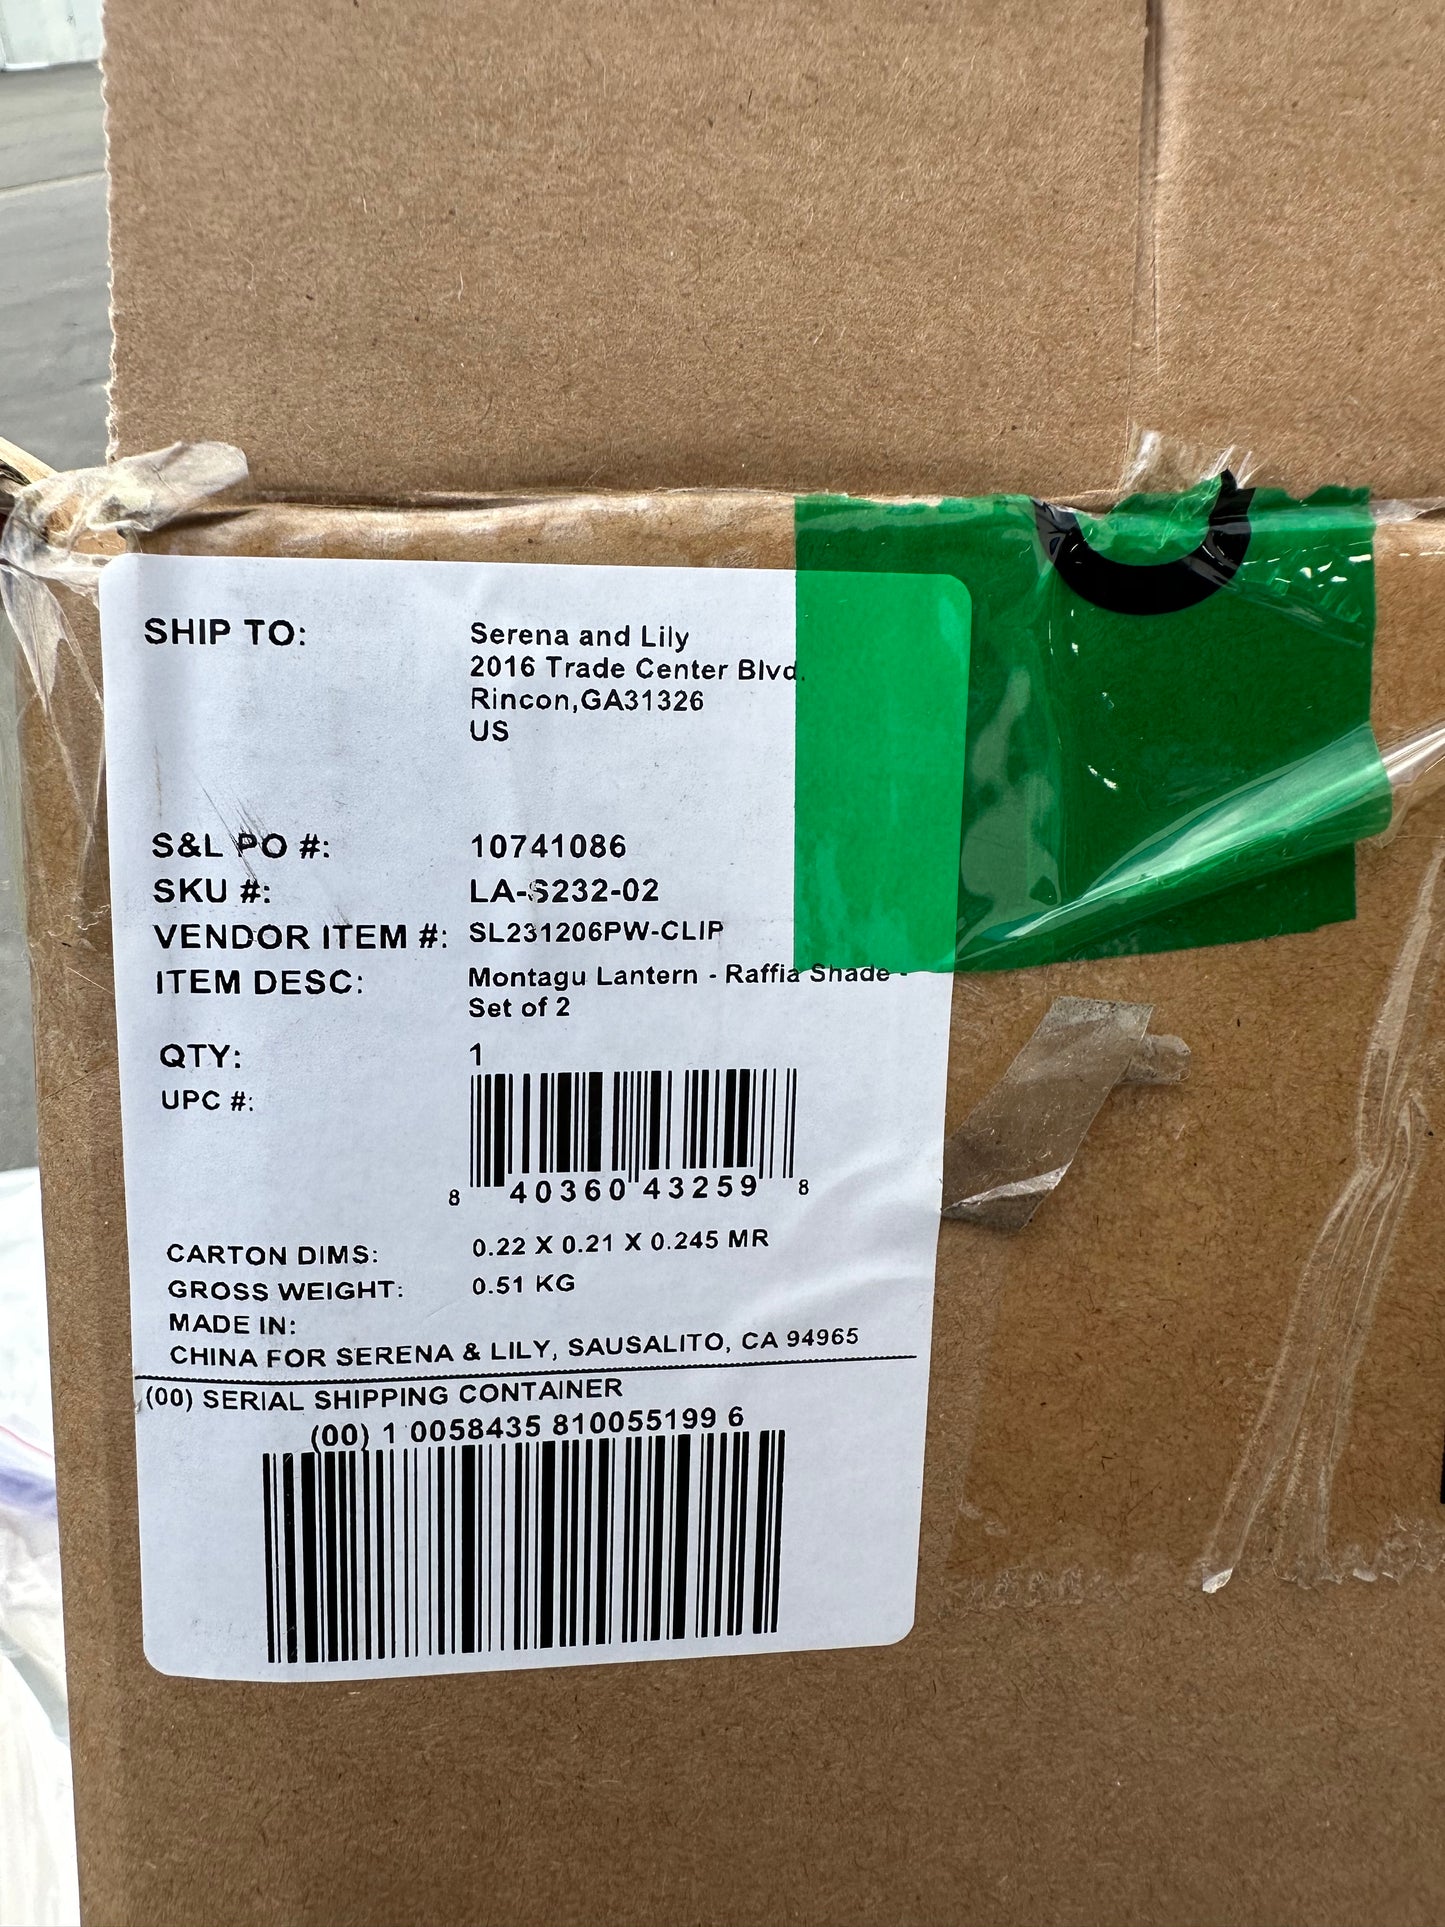 SHIP TO: Serena and Lily
2016 Trade Center Blvd.
Rincon,GA31326
US
S&L PO #: 10741086
SKU #: LA-S232-02
VENDOR ITEM #: SL231206PW-CLIP
ITEM DESC: Montagu Lantern - Raffia Shade -
Set of 2
QTY: 1
UPC #:
8 40360 43259 8
CARTON DIMS: 0.22 X 0.21 X 0.245 MR
GROSS WEIGHT: 0.51 KG
MADE IN:
CHINA FOR SERENA & LILY, SAUSALITO, CA 94965
(00) SERIAL SHIPPING CONTAINER
(00) 1 0058435 810055199 6